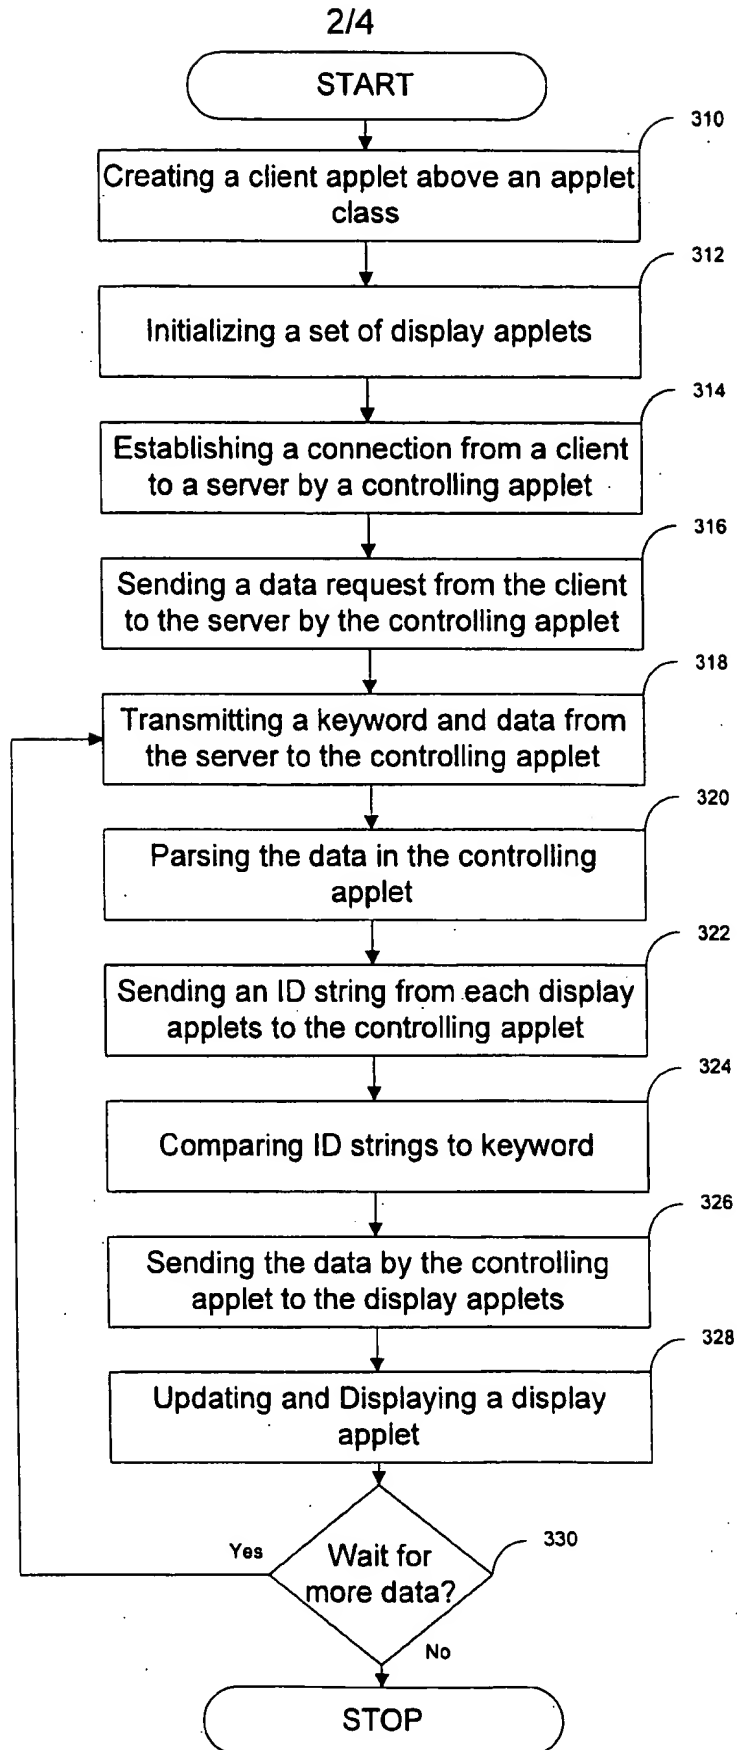 2/4
START
310
Creating a client applet above an applet
class
312
Initializing a set of display applets
314
Establishing a connection from a client
to a server by a controlling applet
316
Sending a data request from the client
to the server by the controlling applet
318
Transmitting a keyword and data from
the server to the controlling applet
320
Parsing the data in the controlling
applet
322
Sending an ID string from each display
applets to the controlling applet
324
Comparing ID strings to keyword
326
Sending the data by the controlling
applet to the display applets
328
Updating and Displaying a display
applet
330
Yes
Wait for
more data?
No
STOP